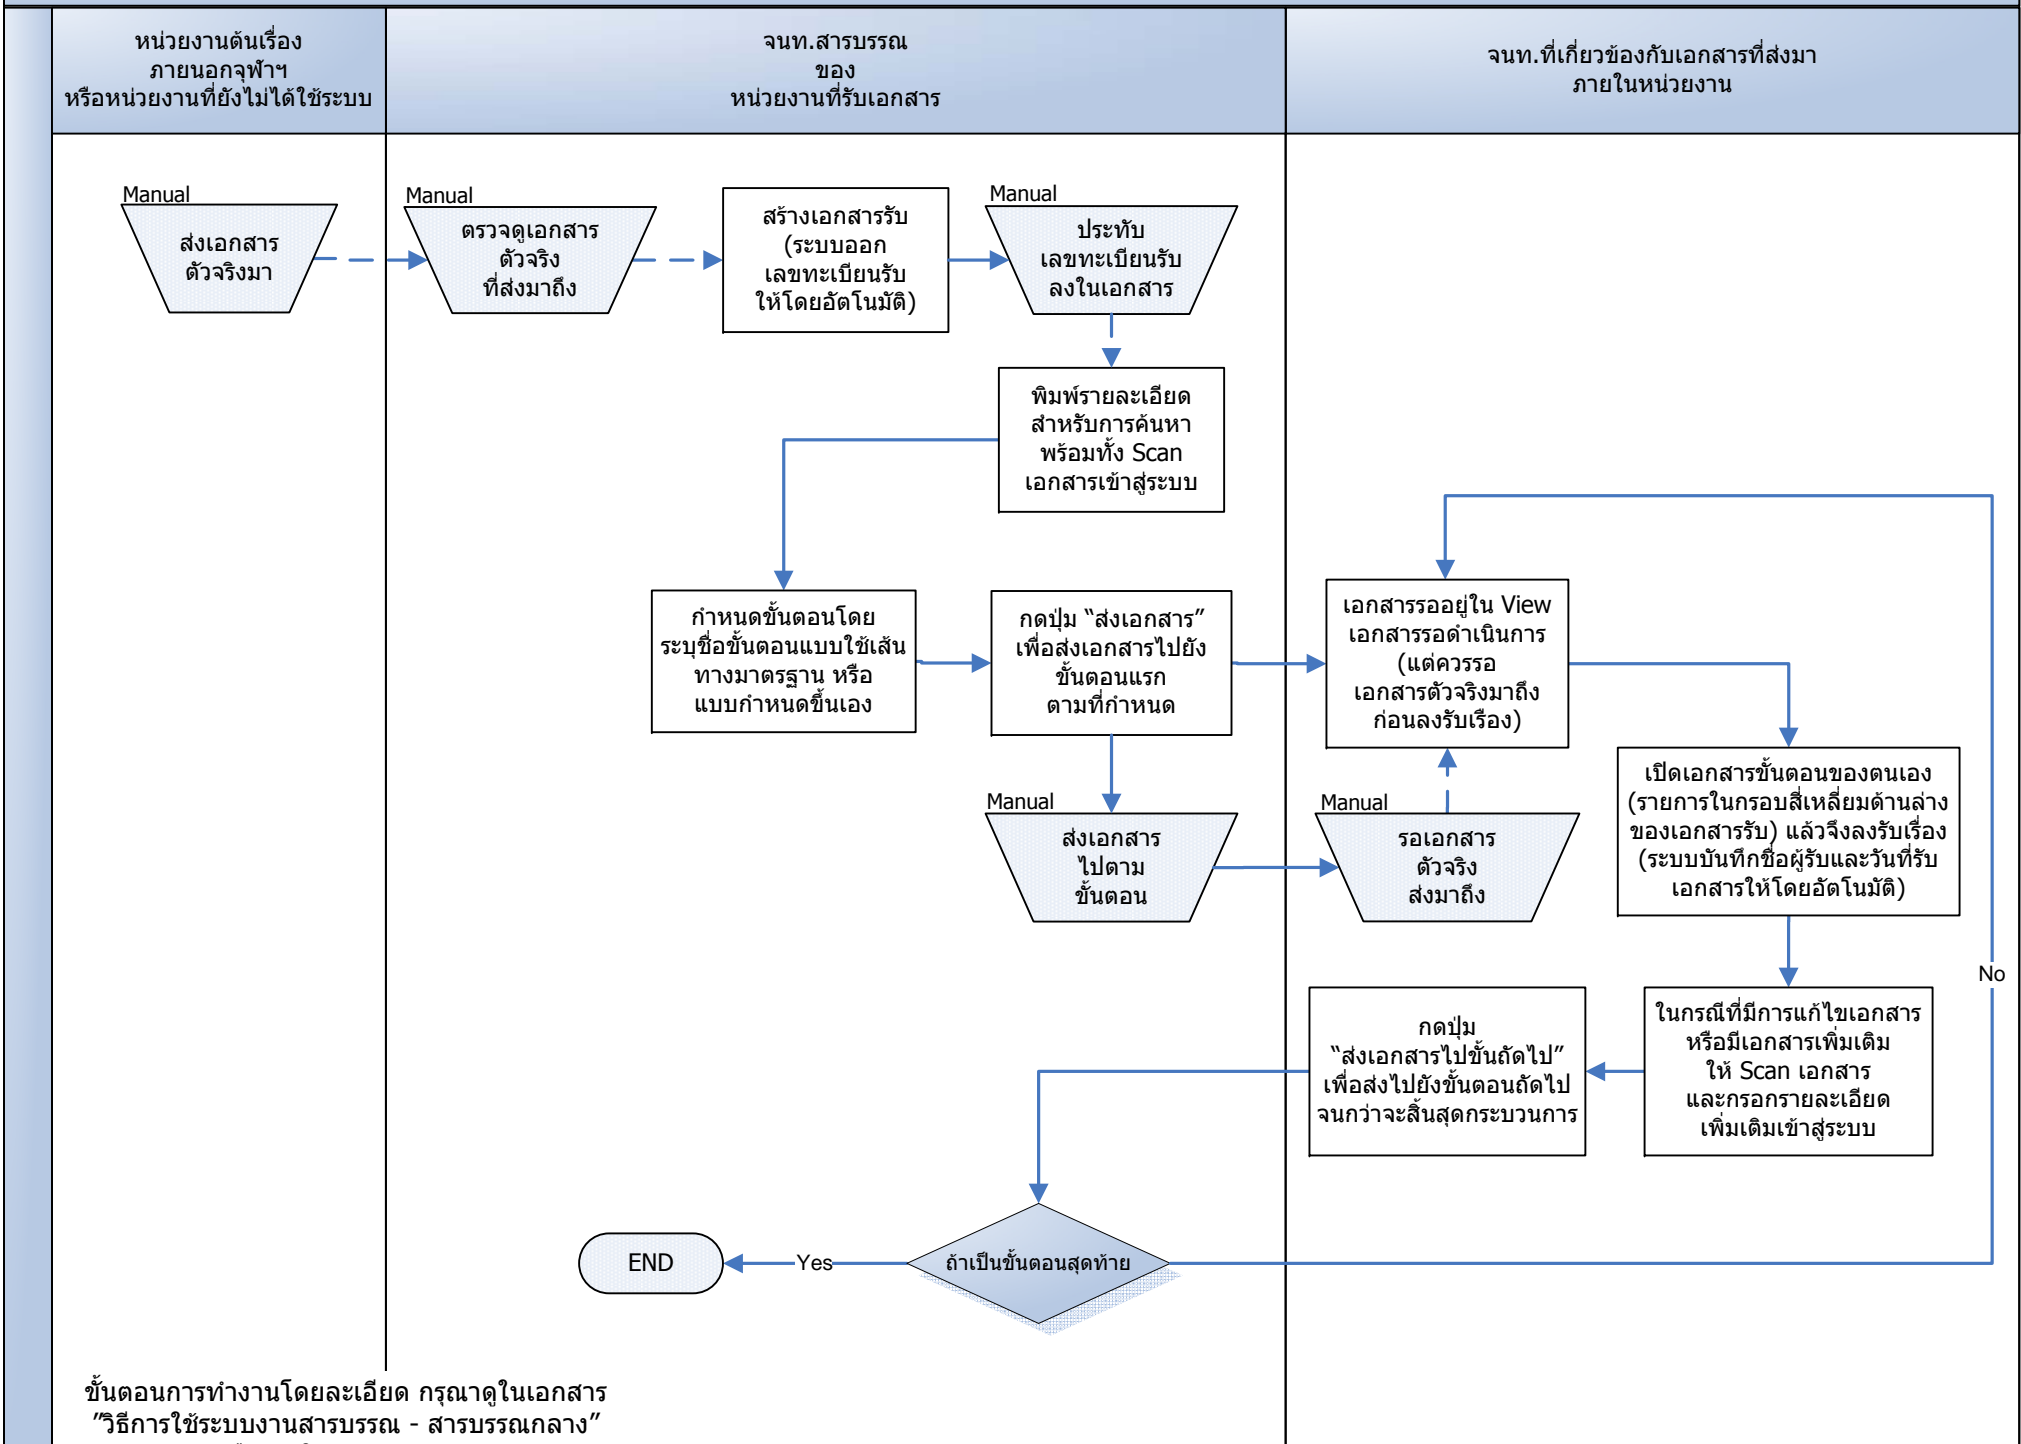 หน่วยงานต้นเรื่อง
ภายนอกจุฬาฯ
หรือหน่วยงานที่ยังไม่ได้ใช้ระบบ
จนท.สารบรรณ
ของ
หน่วยงานที่รับเอกสาร
จนท.ที่เกี่ยวข้องกับเอกสารที่ส่งมา
ภายในหน่วยงาน
Manual
ส่งเอกสาร
ตัวจริงมา
Manual
ตรวจดูเอกสาร
ตัวจริง
ที่ส่งมาถึง
สร้างเอกสารรับ
(ระบบออก
เลขทะเบียนรับ
ให้โดยอัตโนมัติ)
Manual
ประทับ
เลขทะเบียนรับ
ลงในเอกสาร
พิมพ์รายละเอียด
สำหรับการค้นหา
พร้อมทั้ง Scan
เอกสารเข้าสู่ระบบ
กำหนดขั้นตอนโดย
ระบุชื่อขั้นตอนแบบใช้เส้น
ทางมาตรฐาน หรือ
แบบกำหนดขึ้นเอง
กดปุ่ม “ส่งเอกสาร”
เพื่อส่งเอกสารไปยัง
ขั้นตอนแรก
ตามที่กำหนด
เอกสารรออยู่ใน View
เอกสารรอดำเนินการ
(แต่ควรรอ
เอกสารตัวจริงมาถึง
ก่อนลงรับเรื่อง)
Manual
ส่งเอกสาร
ไปตาม
ขั้นตอน
Manual
รอเอกสาร
ตัวจริง
ส่งมาถึง
เปิดเอกสารขั้นตอนของตนเอง
(รายการในกรอบสี่เหลี่ยมด้านล่าง
ของเอกสารรับ) แล้วจึงลงรับเรื่อง
(ระบบบันทึกชื่อผู้รับและวันที่รับ
เอกสารให้โดยอัตโนมัติ)
No
กดปุ่ม
“ส่งเอกสารไปขั้นถัดไป”
เพื่อส่งไปยังขั้นตอนถัดไป
จนกว่าจะสิ้นสุดกระบวนการ
ในกรณีที่มีการแก้ไขเอกสาร
หรือมีเอกสารเพิ่มเติม
ให้ Scan เอกสาร
และกรอกรายละเอียด
เพิ่มเติมเข้าสู่ระบบ
END
Yes
ถ้าเป็นขั้นตอนสุดท้าย
ขั้นตอนการทำงานโดยละเอียด กรุณาดูในเอกสาร
”วิธีการใช้ระบบงานสารบรรณ - สารบรรณกลาง”